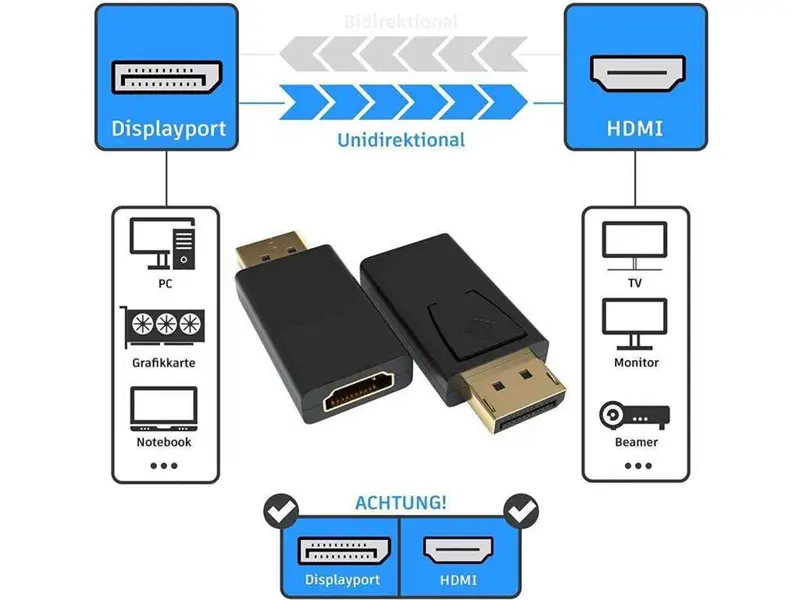 Bidirektional
Displayport
Unidirektional
HDMI
PC
Grafikkarte
Notebook
TV
Monitor
Beamer
ACHTUNG!
Displayport
HDMI